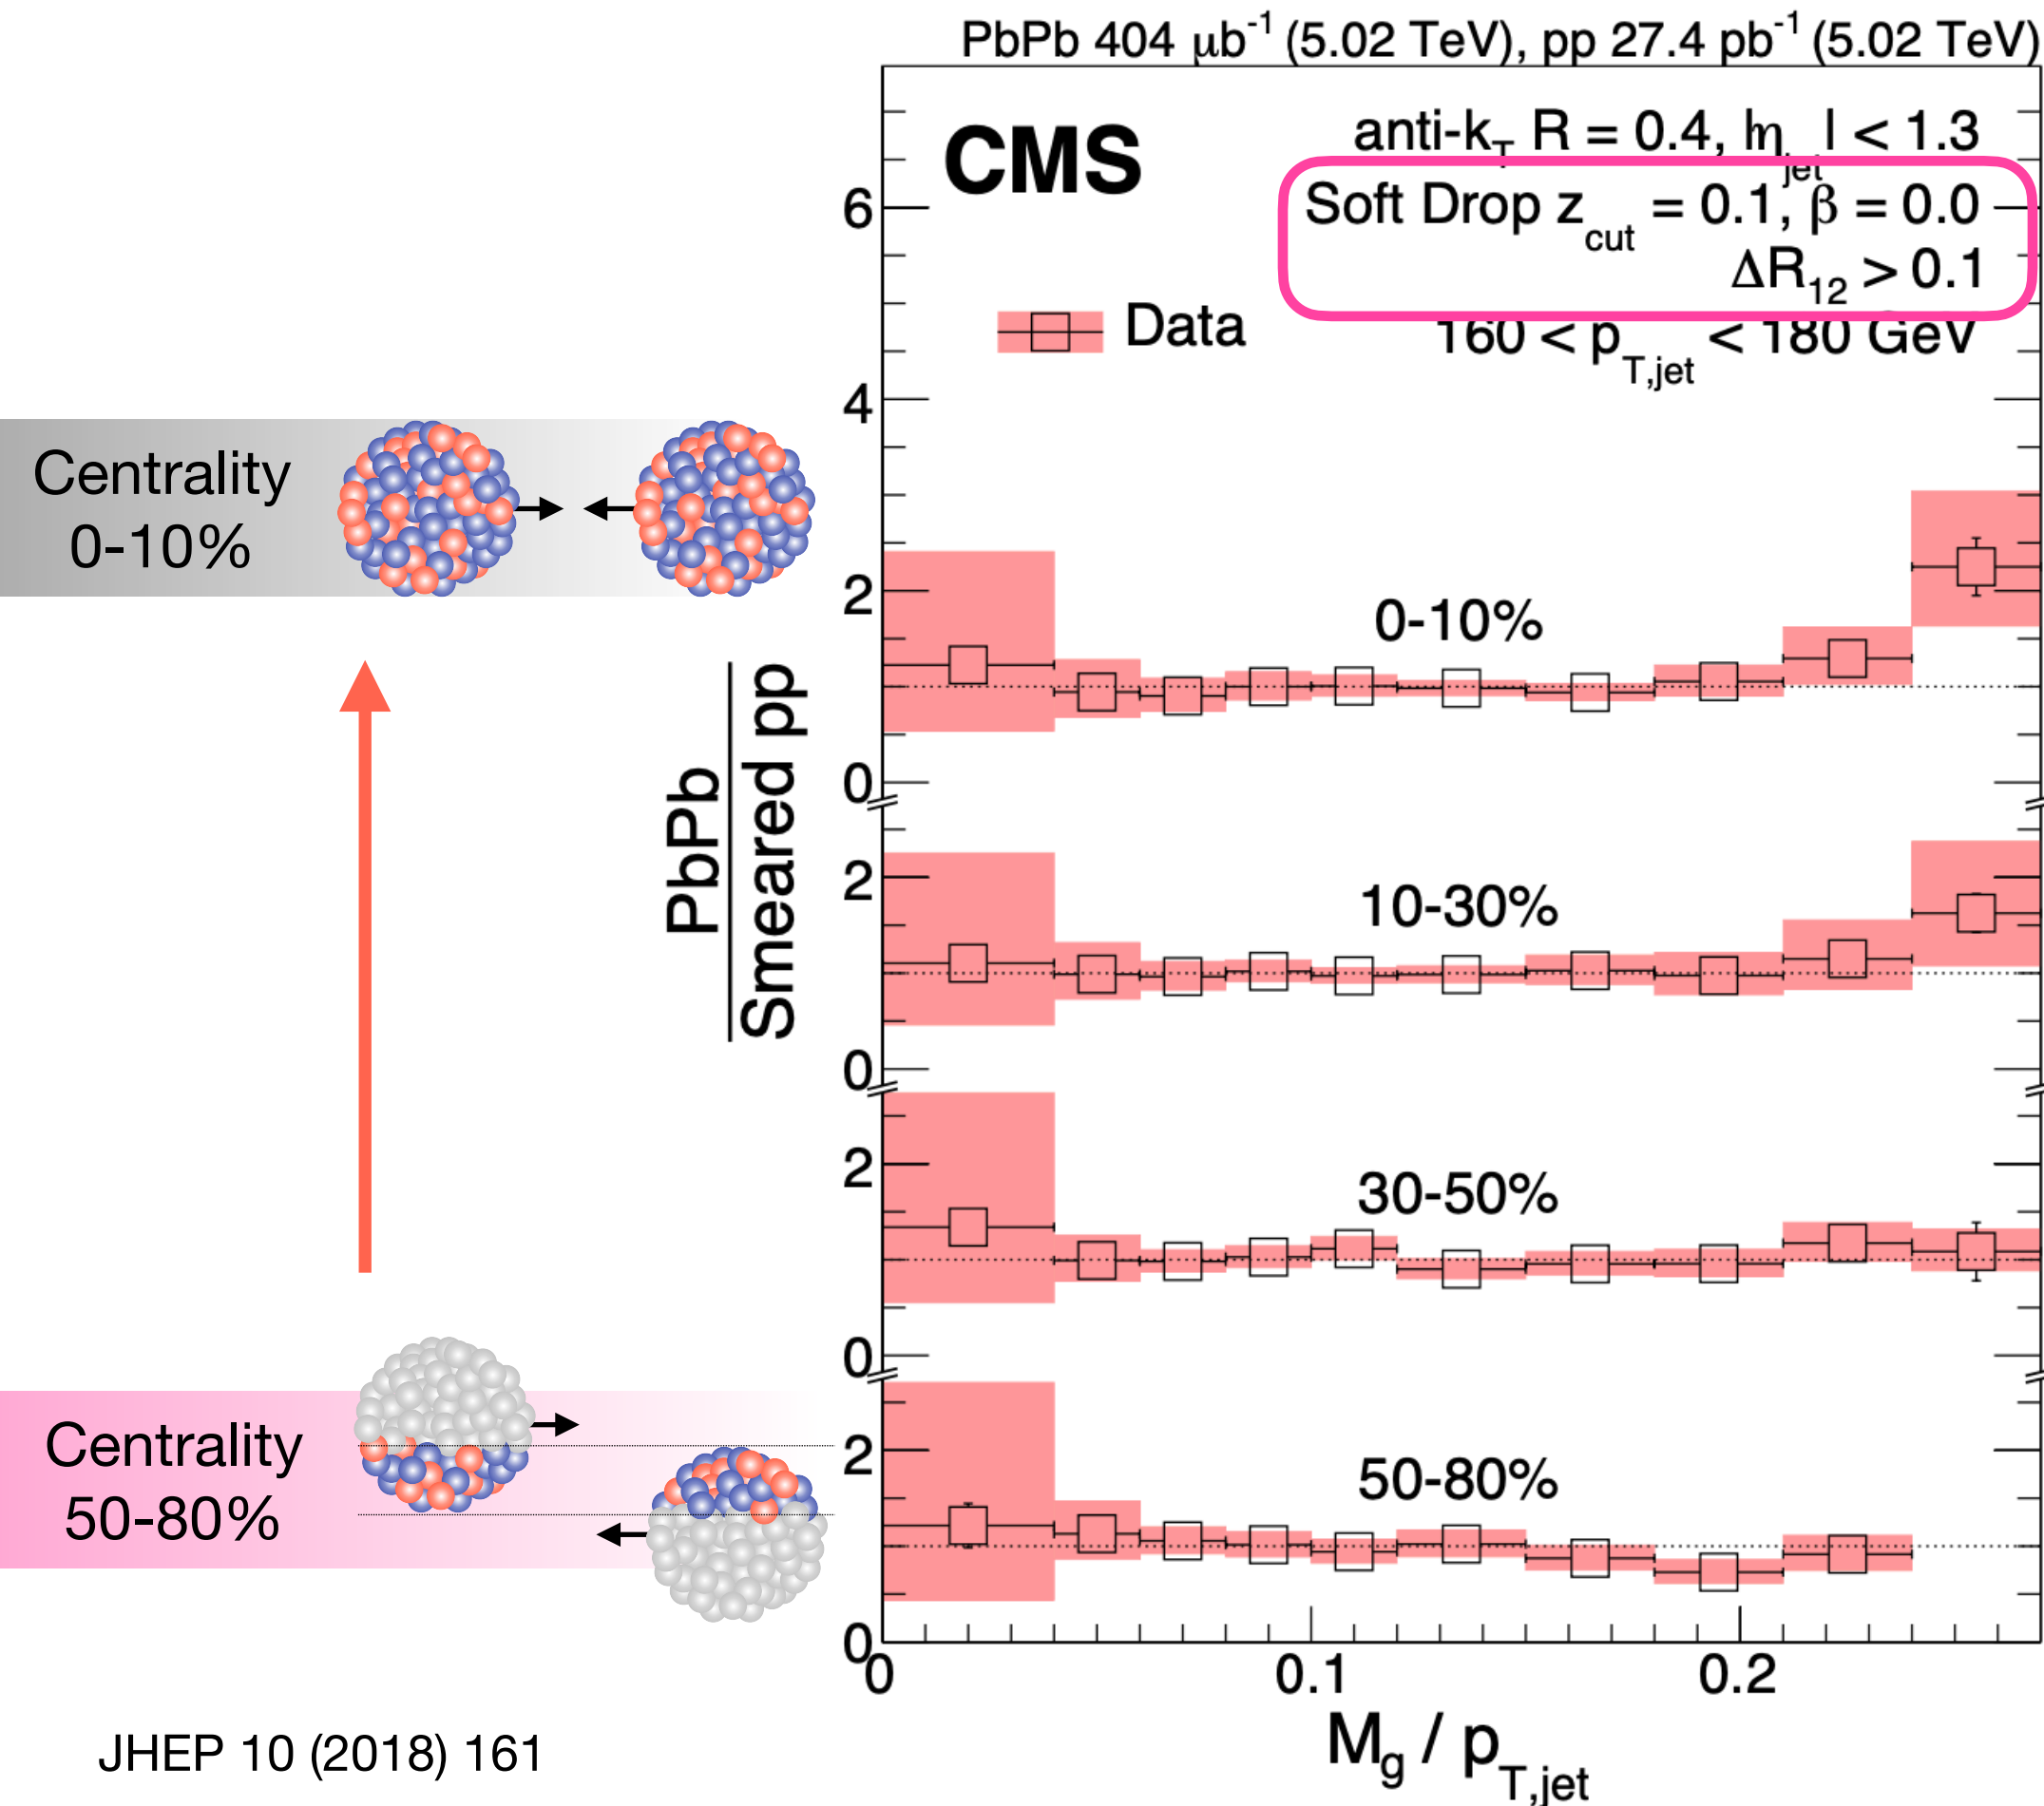 PbPb 404 μb⁻¹ (5.02 TeV), pp 27.4 pb⁻¹ (5.02 TeV)
CMS
anti-k_T R = 0.4, |η_jet| < 1.3
Soft Drop z_cut = 0.1, β = 0.0
ΔR₁₂ > 0.1
Data
160 < p_T,jet < 180 GeV
6
4
2
0
2
0
2
0
2
0
Centrality
0-10%
0-10%
10-30%
30-50%
50-80%
PbPb
Smeared pp
Centrality
50-80%
0
0.1
0.2
M_g / p_T,jet
JHEP 10 (2018) 161